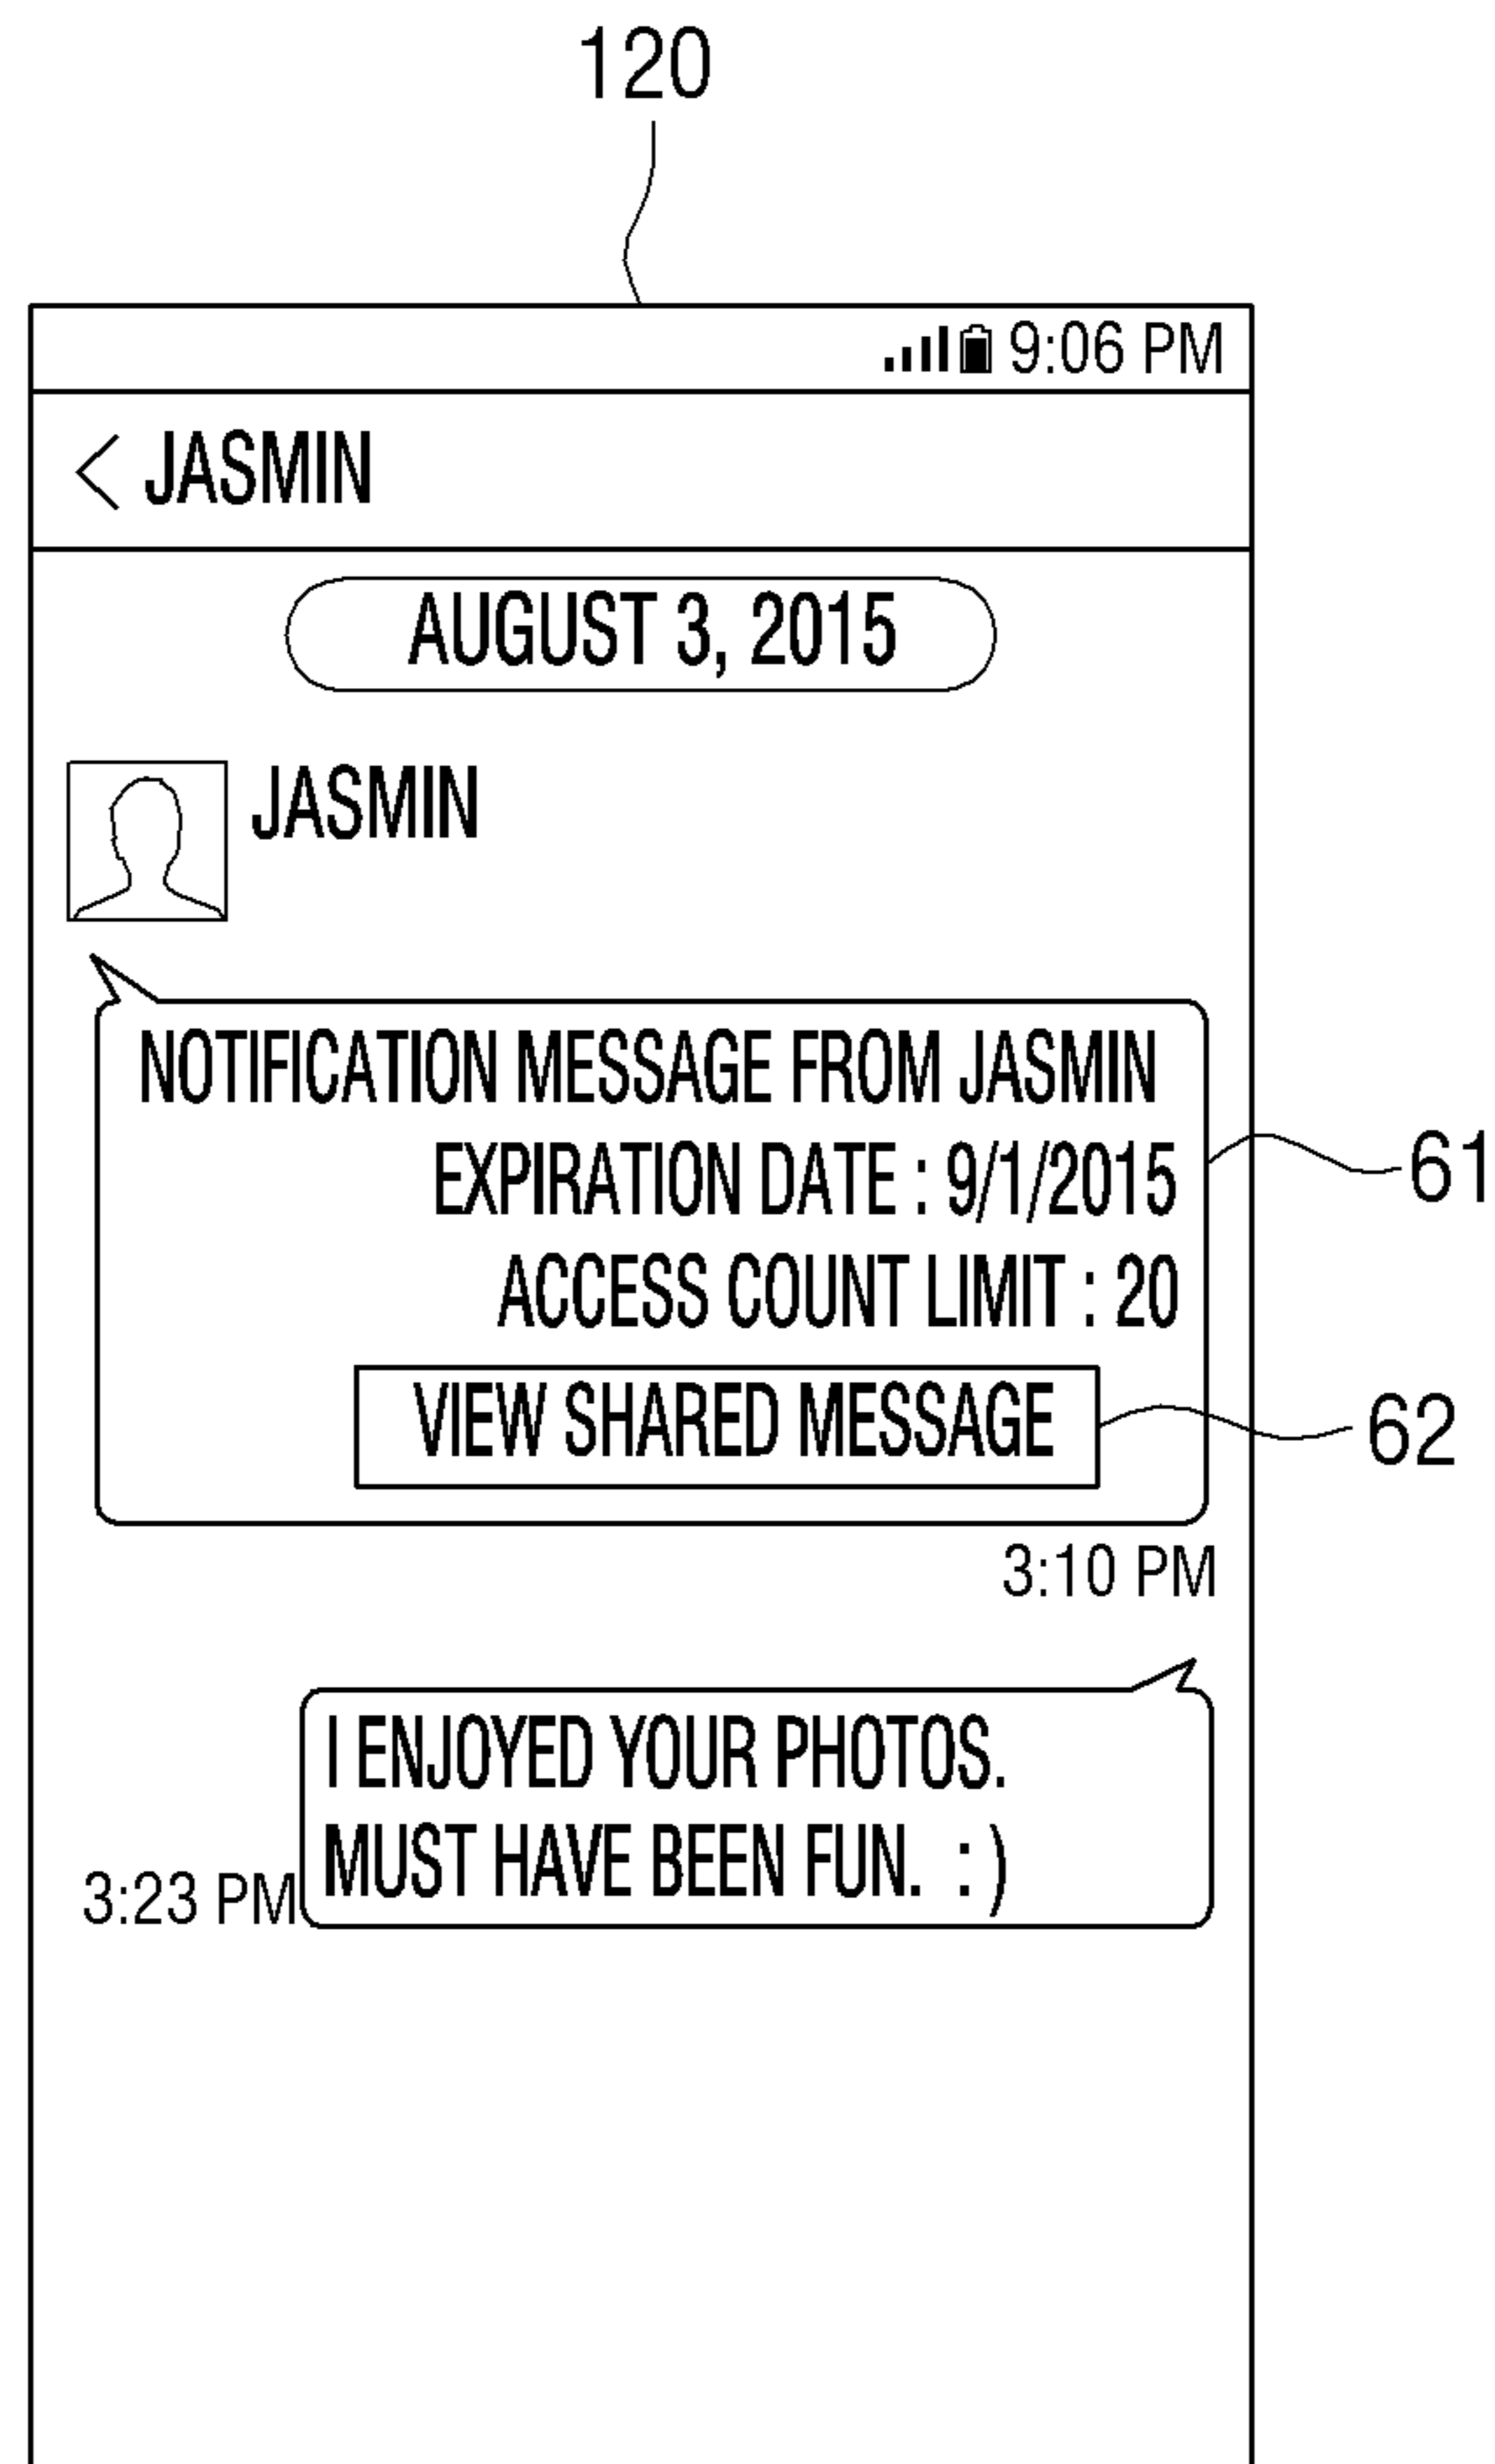 120
9:06 PM
< JASMIN
AUGUST 3, 2015
JASMIN
NOTIFICATION MESSAGE FROM JASMIN
EXPIRATION DATE : 9/1/2015
61
ACCESS COUNT LIMIT : 20
VIEW SHARED MESSAGE
62
3:10 PM
I ENJOYED YOUR PHOTOS.
MUST HAVE BEEN FUN. : )
3:23 PM